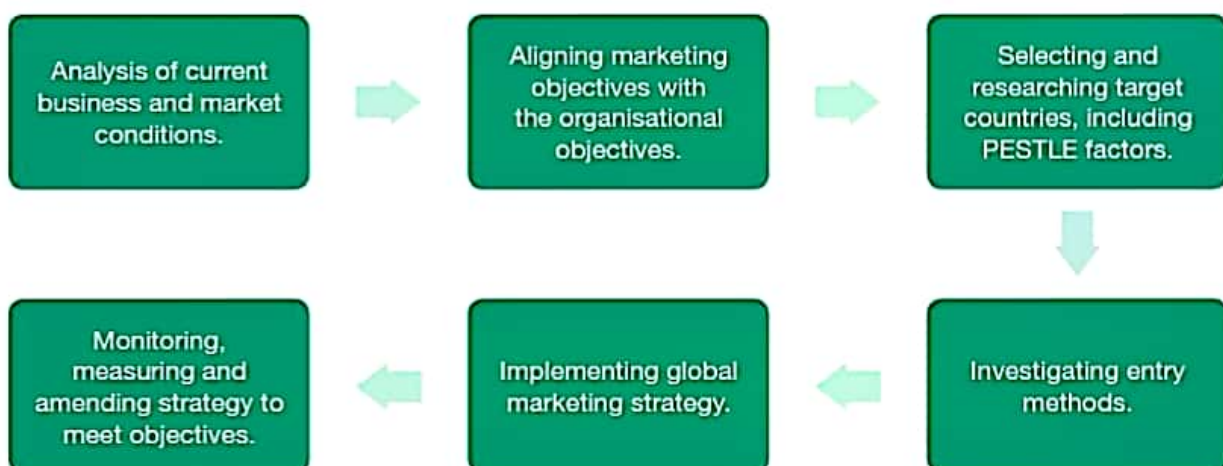 Analysis of current
business and market
conditions.
Aligning marketing
objectives with
the organisational
objectives.
Selecting and
researching target
countries, including
PESTLE factors.
Investigating entry
methods.
Implementing global
marketing strategy.
Monitoring,
measuring and
amending strategy to
meet objectives.